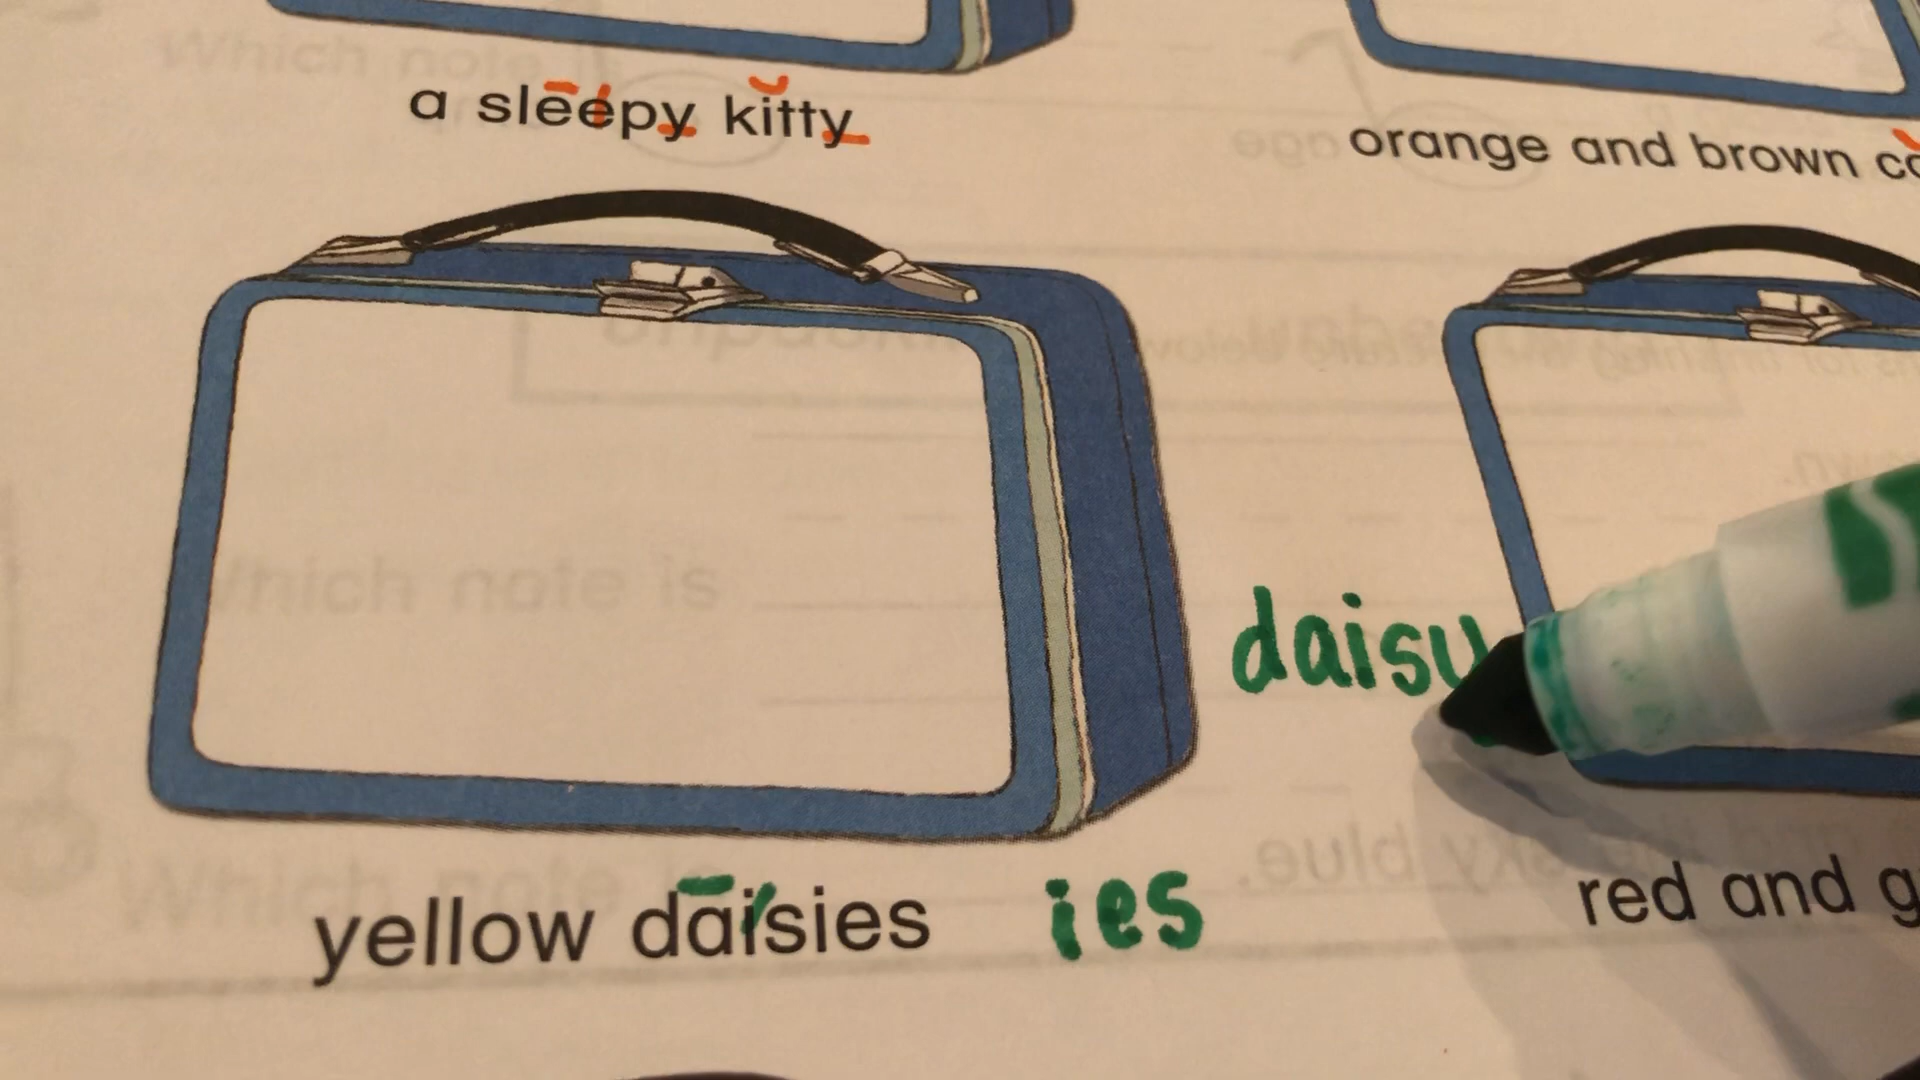 a sleepy kitty
orange and brown
daisy
yellow daisies
ies
red and